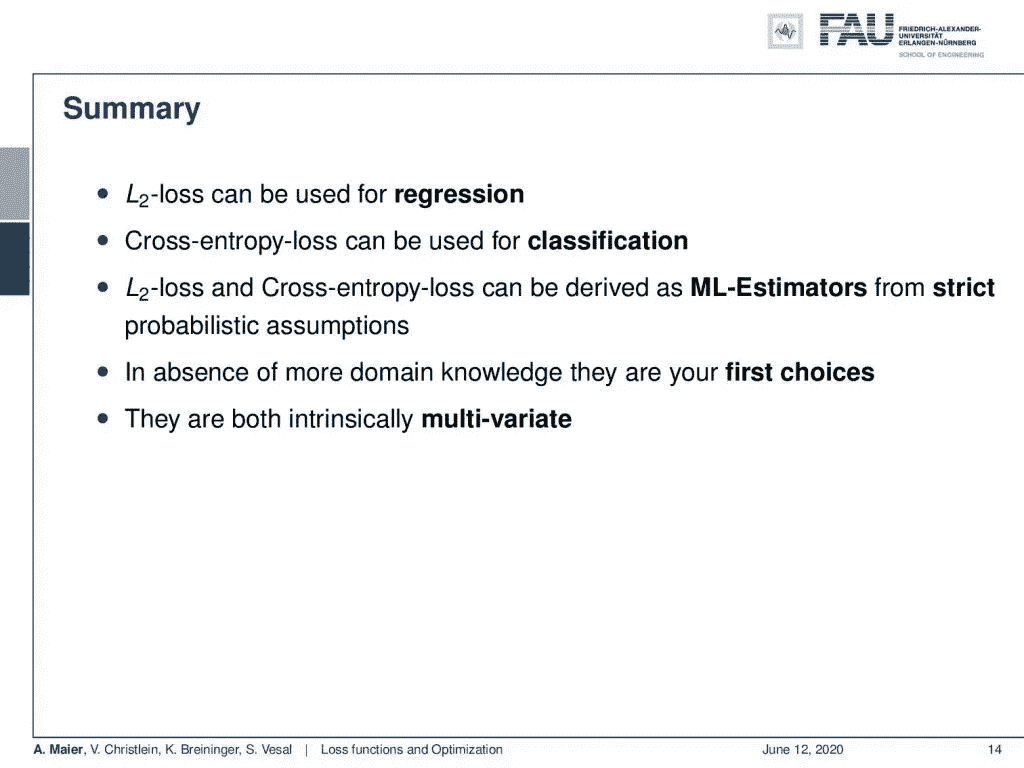 FAU
FRIEDRICH-ALEXANDER-
UNIVERSITÄT
ERLANGEN-NÜRNBERG
SCHOOL OF ENGINEERING
Summary
• L₂-loss can be used for regression
• Cross-entropy-loss can be used for classification
• L₂-loss and Cross-entropy-loss can be derived as ML-Estimators from strict
probabilistic assumptions
• In absence of more domain knowledge they are your first choices
• They are both intrinsically multi-variate
A. Maier, V. Christlein, K. Breininger, S. Vesal | Loss functions and Optimization June 12, 2020 14